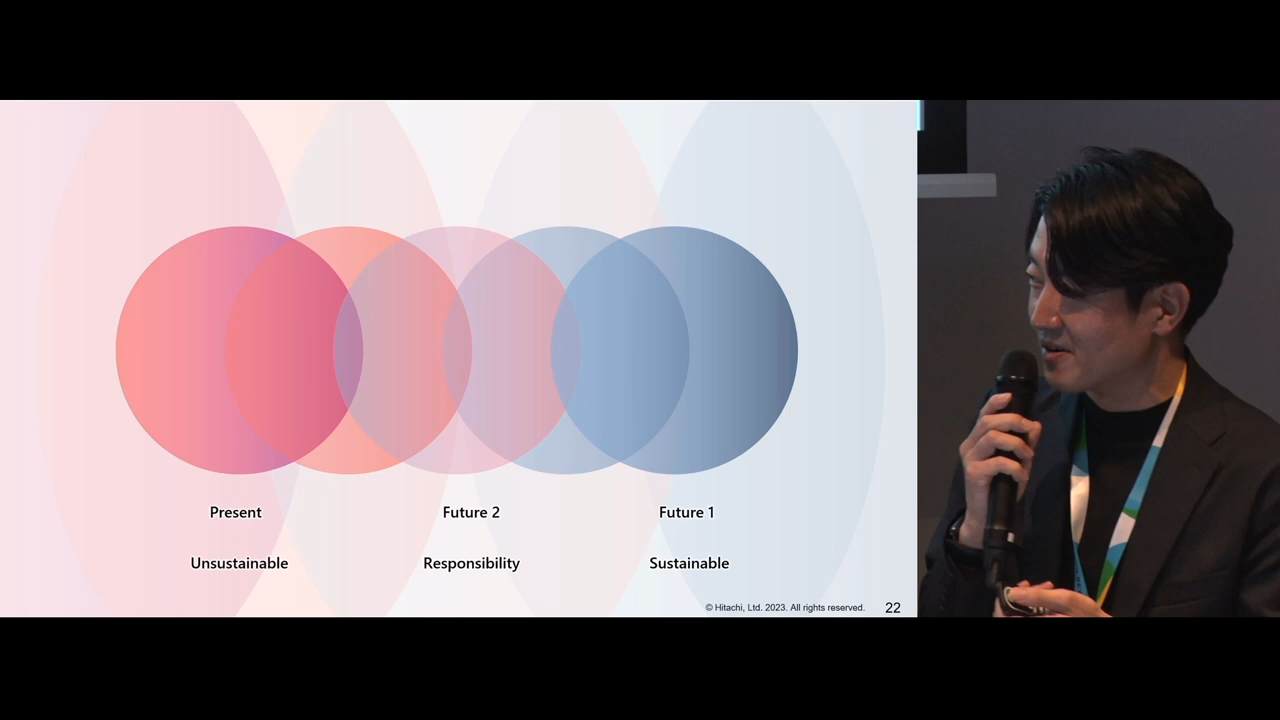 Present
Future 2
Future 1
Unsustainable
Responsibility
Sustainable
© Hitachi, Ltd. 2023. All rights reserved.
22